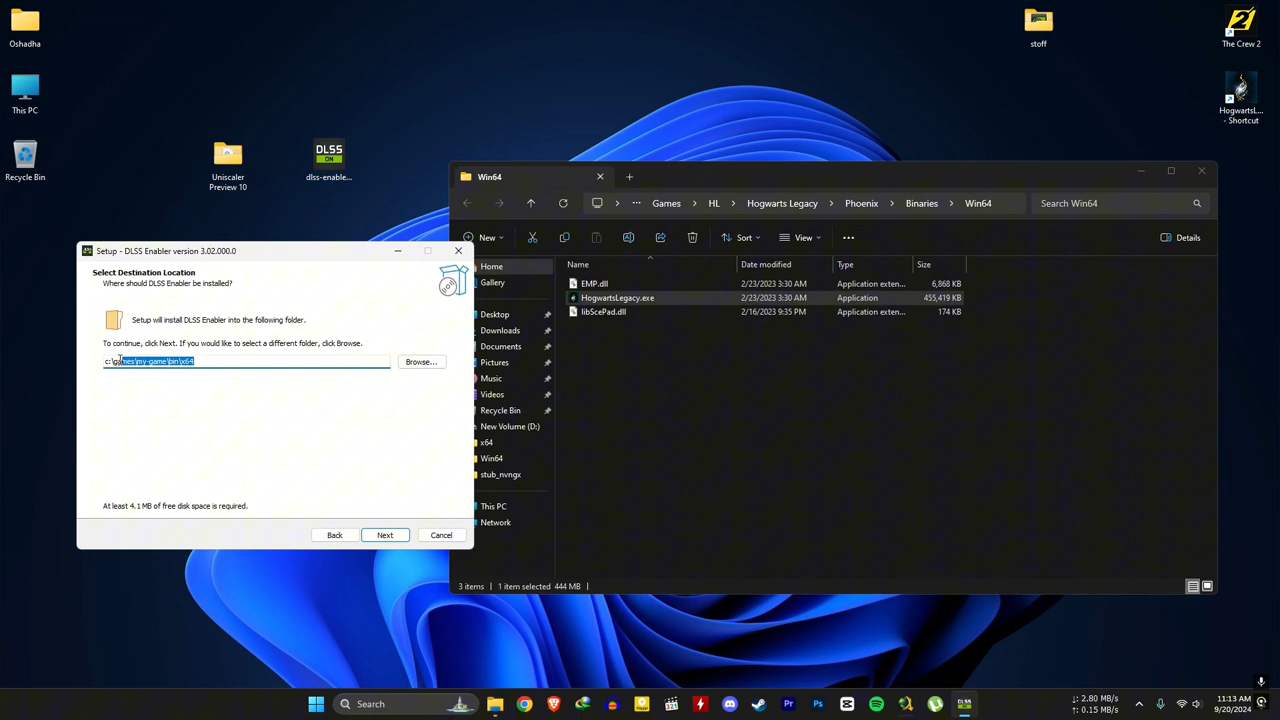 Oshadha
This PC
Recycle Bin
Uniscaler
Preview 10
DLSS
ON
dlss-enable...
stoff
The Crew 2
HogwartsL...
- Shortcut
Win64
Games
HL
Hogwarts Legacy
Phoenix
Binaries
Win64
Search Win64
New
Sort
View
Details
Home
Gallery
Desktop
Downloads
Documents
Pictures
Music
Videos
Recycle Bin
New Volume (D:)
x64
Win64
stub_nvngx
This PC
Network
Name
Date modified
Type
Size
EMP.dll
2/23/2023 3:30 AM
Application exten...
6,868 KB
HogwartsLegacy.exe
2/23/2023 3:30 AM
Application
455,419 KB
libScePad.dll
2/16/2023 9:35 PM
Application exten...
174 KB
3 items
1 item selected 444 MB
Setup - DLSS Enabler version 3.02.000.0
Select Destination Location
Where should DLSS Enabler be installed?
Setup will install DLSS Enabler into the following folder.
To continue, click Next. If you would like to select a different folder, click Browse.
c:\games\my-game\bin\x64
Browse...
At least 4.1 MB of free disk space is required.
Back
Next
Cancel
Search
2.80 MB/s
0.15 MB/s
11:13 AM
9/20/2024